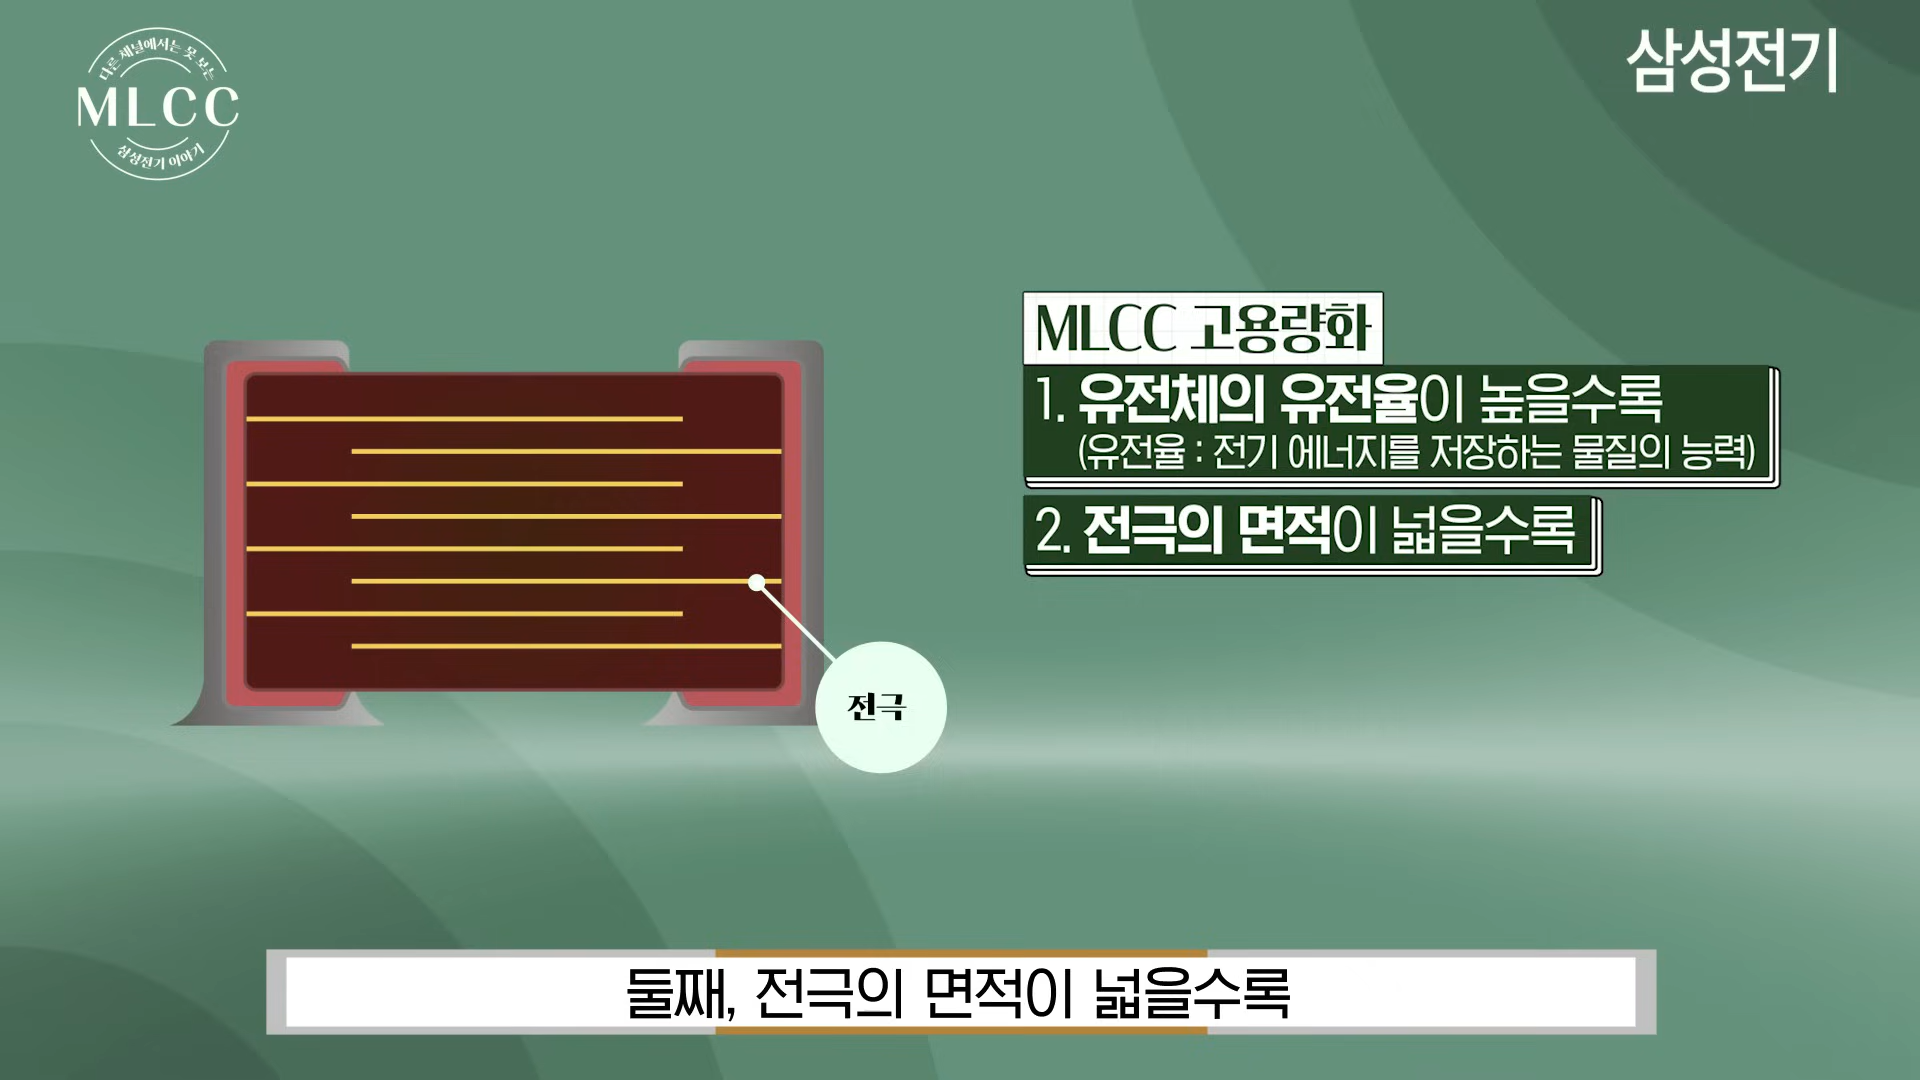 다른 채널에서는 못 보는
MLCC
삼성전기 이야기
삼성전기
MLCC 고용량화
1. 유전체의 유전율이 높을수록
(유전율 : 전기 에너지를 저장하는 물질의 능력)
2. 전극의 면적이 넓을수록
전극
둘째, 전극의 면적이 넓을수록